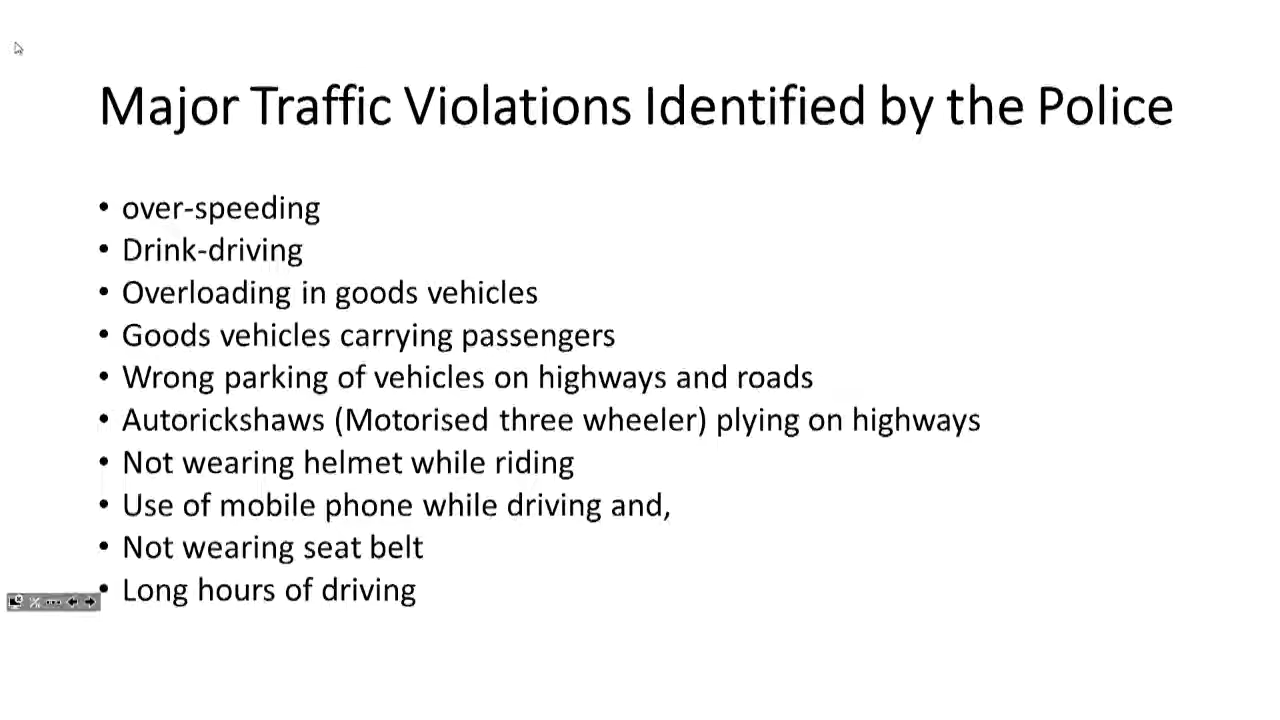 Major Traffic Violations Identified by the Police
• over-speeding
• Drink-driving
• Overloading in goods vehicles
• Goods vehicles carrying passengers
• Wrong parking of vehicles on highways and roads
• Autorickshaws (Motorised three wheeler) plying on highways
• Not wearing helmet while riding
• Use of mobile phone while driving and,
• Not wearing seat belt
• Long hours of driving